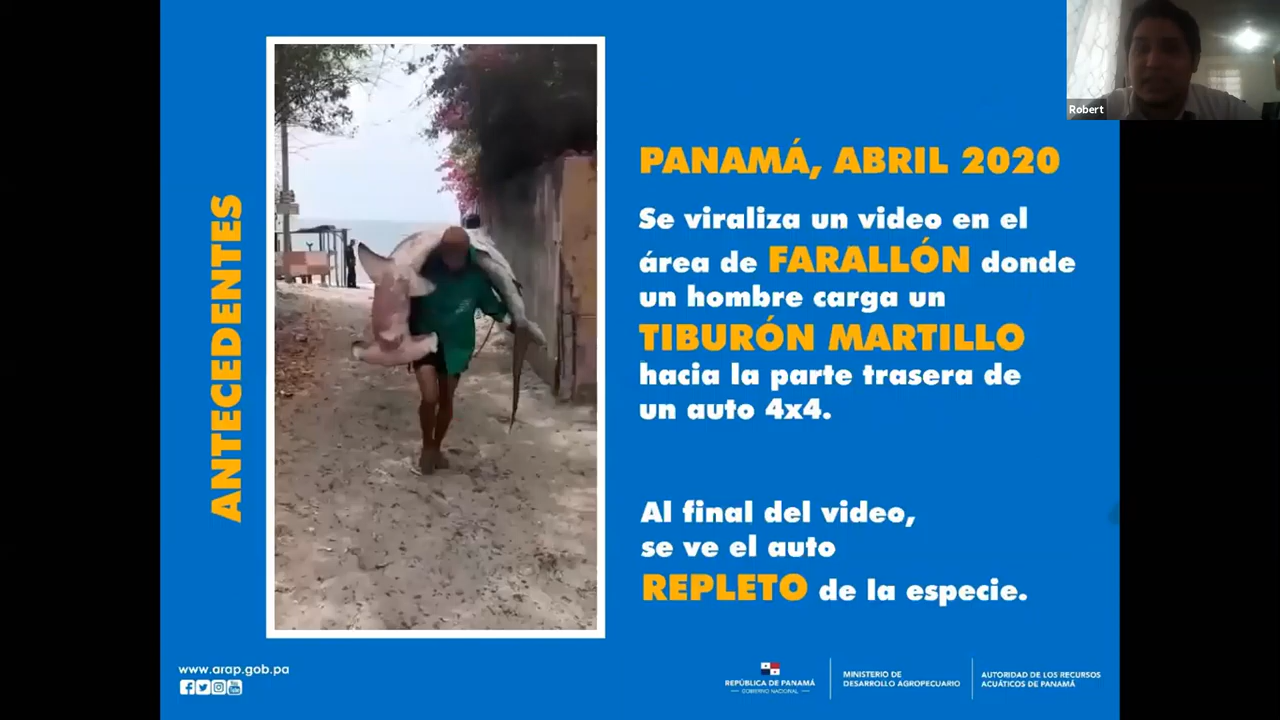 Robert
ANTECEDENTES
PANAMÁ, ABRIL 2020
Se viraliza un video en el
área de FARALLÓN donde
un hombre carga un
TIBURÓN MARTILLO
hacia la parte trasera de
un auto 4x4.
Al final del video,
se ve el auto
REPLETO de la especie.
www.arap.gob.pa
REPÚBLICA DE PANAMÁ
GOBIERNO NACIONAL
MINISTERIO DE
DESARROLLO AGROPECUARIO
AUTORIDAD DE LOS RECURSOS
ACUÁTICOS DE PANAMÁ